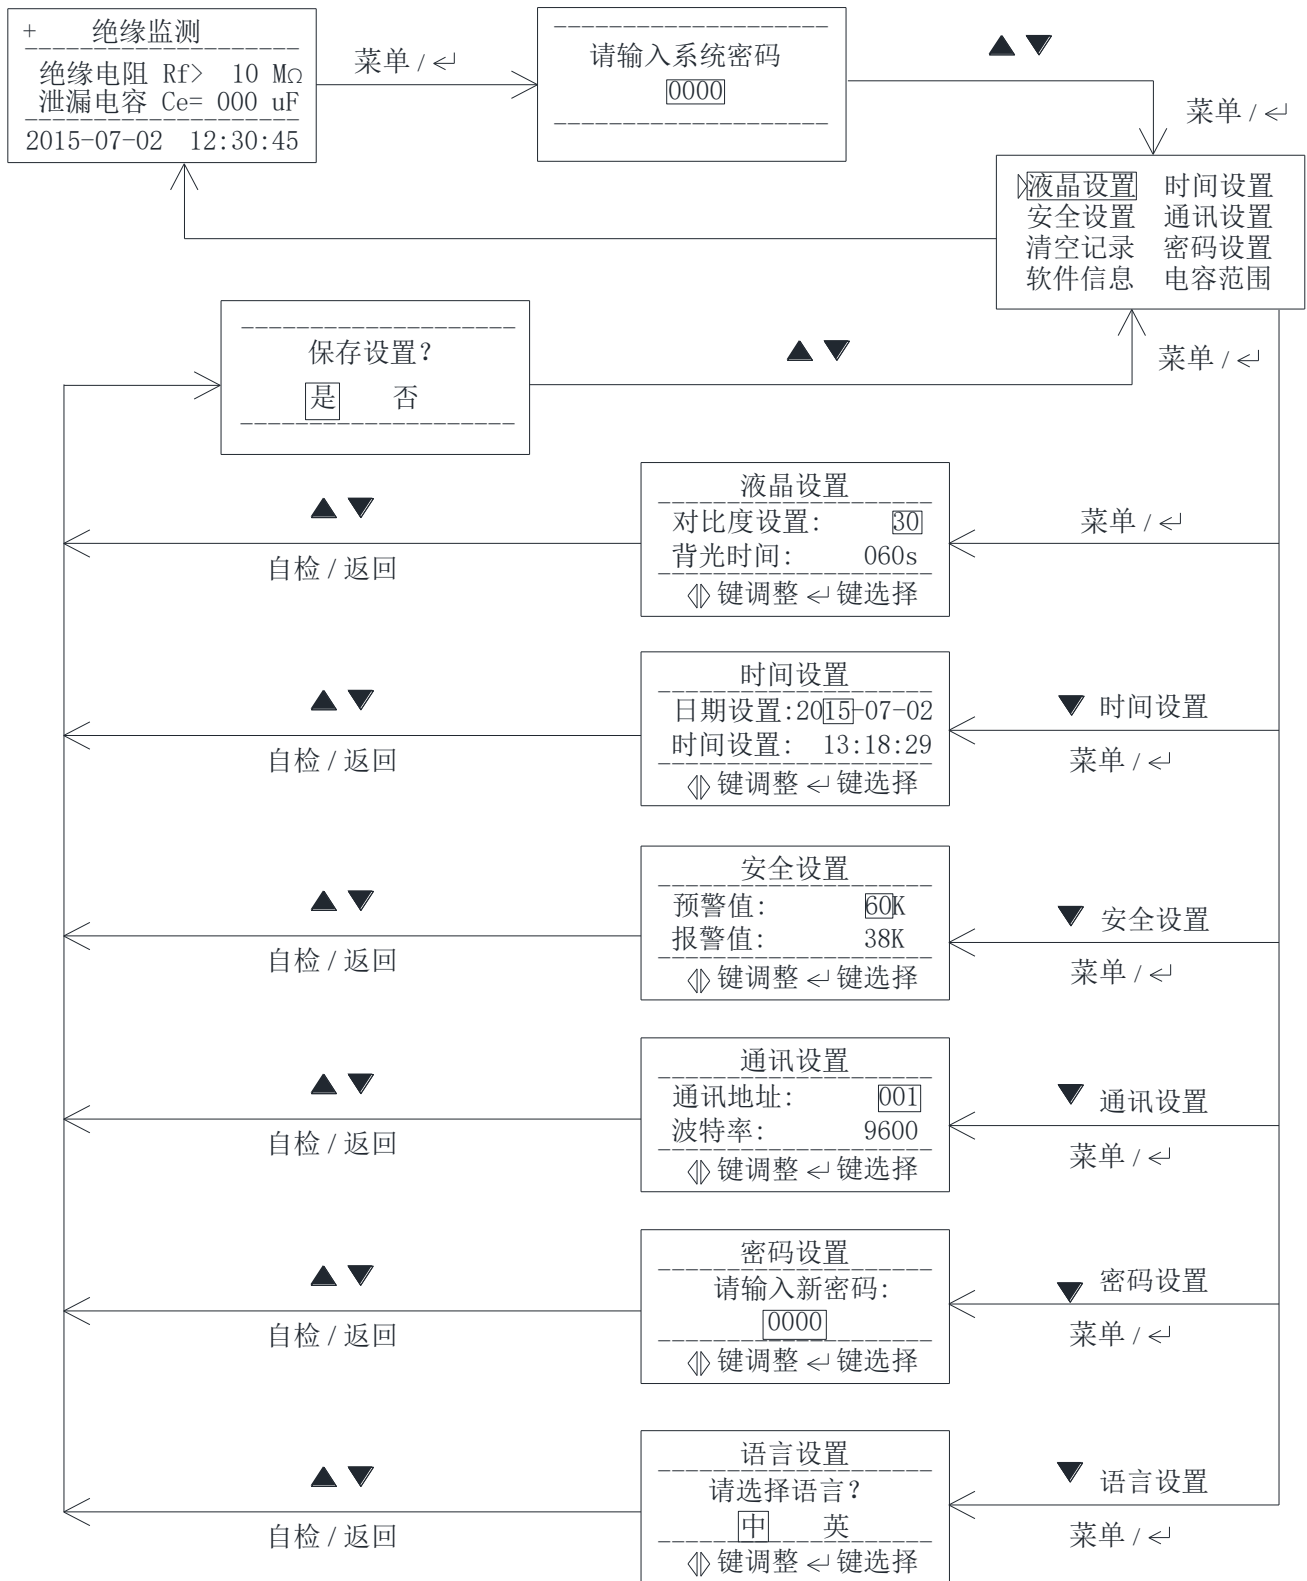 + 绝缘监测
绝缘电阻 Rf> 10 MΩ
泄漏电容 Ce= 000 uF
2015-07-02 12:30:45
菜单 / ↵
请输入系统密码
0000
▲ ▼
菜单 / ↵
液晶设置 时间设置
安全设置 通讯设置
清空记录 密码设置
软件信息 电容范围
保存设置?
是 否
▲ ▼
菜单 / ↵
▲ ▼
自检 / 返回
液晶设置
对比度设置: 30
背光时间: 060s
键调整 ↵ 键选择
菜单 / ↵
▲ ▼
自检 / 返回
时间设置
日期设置:2015-07-02
时间设置: 13:18:29
键调整 ↵ 键选择
▼ 时间设置
菜单 / ↵
▲ ▼
自检 / 返回
安全设置
预警值: 60K
报警值: 38K
键调整 ↵ 键选择
▼ 安全设置
菜单 / ↵
▲ ▼
自检 / 返回
通讯设置
通讯地址: 001
波特率: 9600
键调整 ↵ 键选择
▼ 通讯设置
菜单 / ↵
▲ ▼
自检 / 返回
密码设置
请输入新密码:
0000
键调整 ↵ 键选择
▼ 密码设置
菜单 / ↵
▲ ▼
自检 / 返回
语言设置
请选择语言?
中 英
键调整 ↵ 键选择
▼ 语言设置
菜单 / ↵